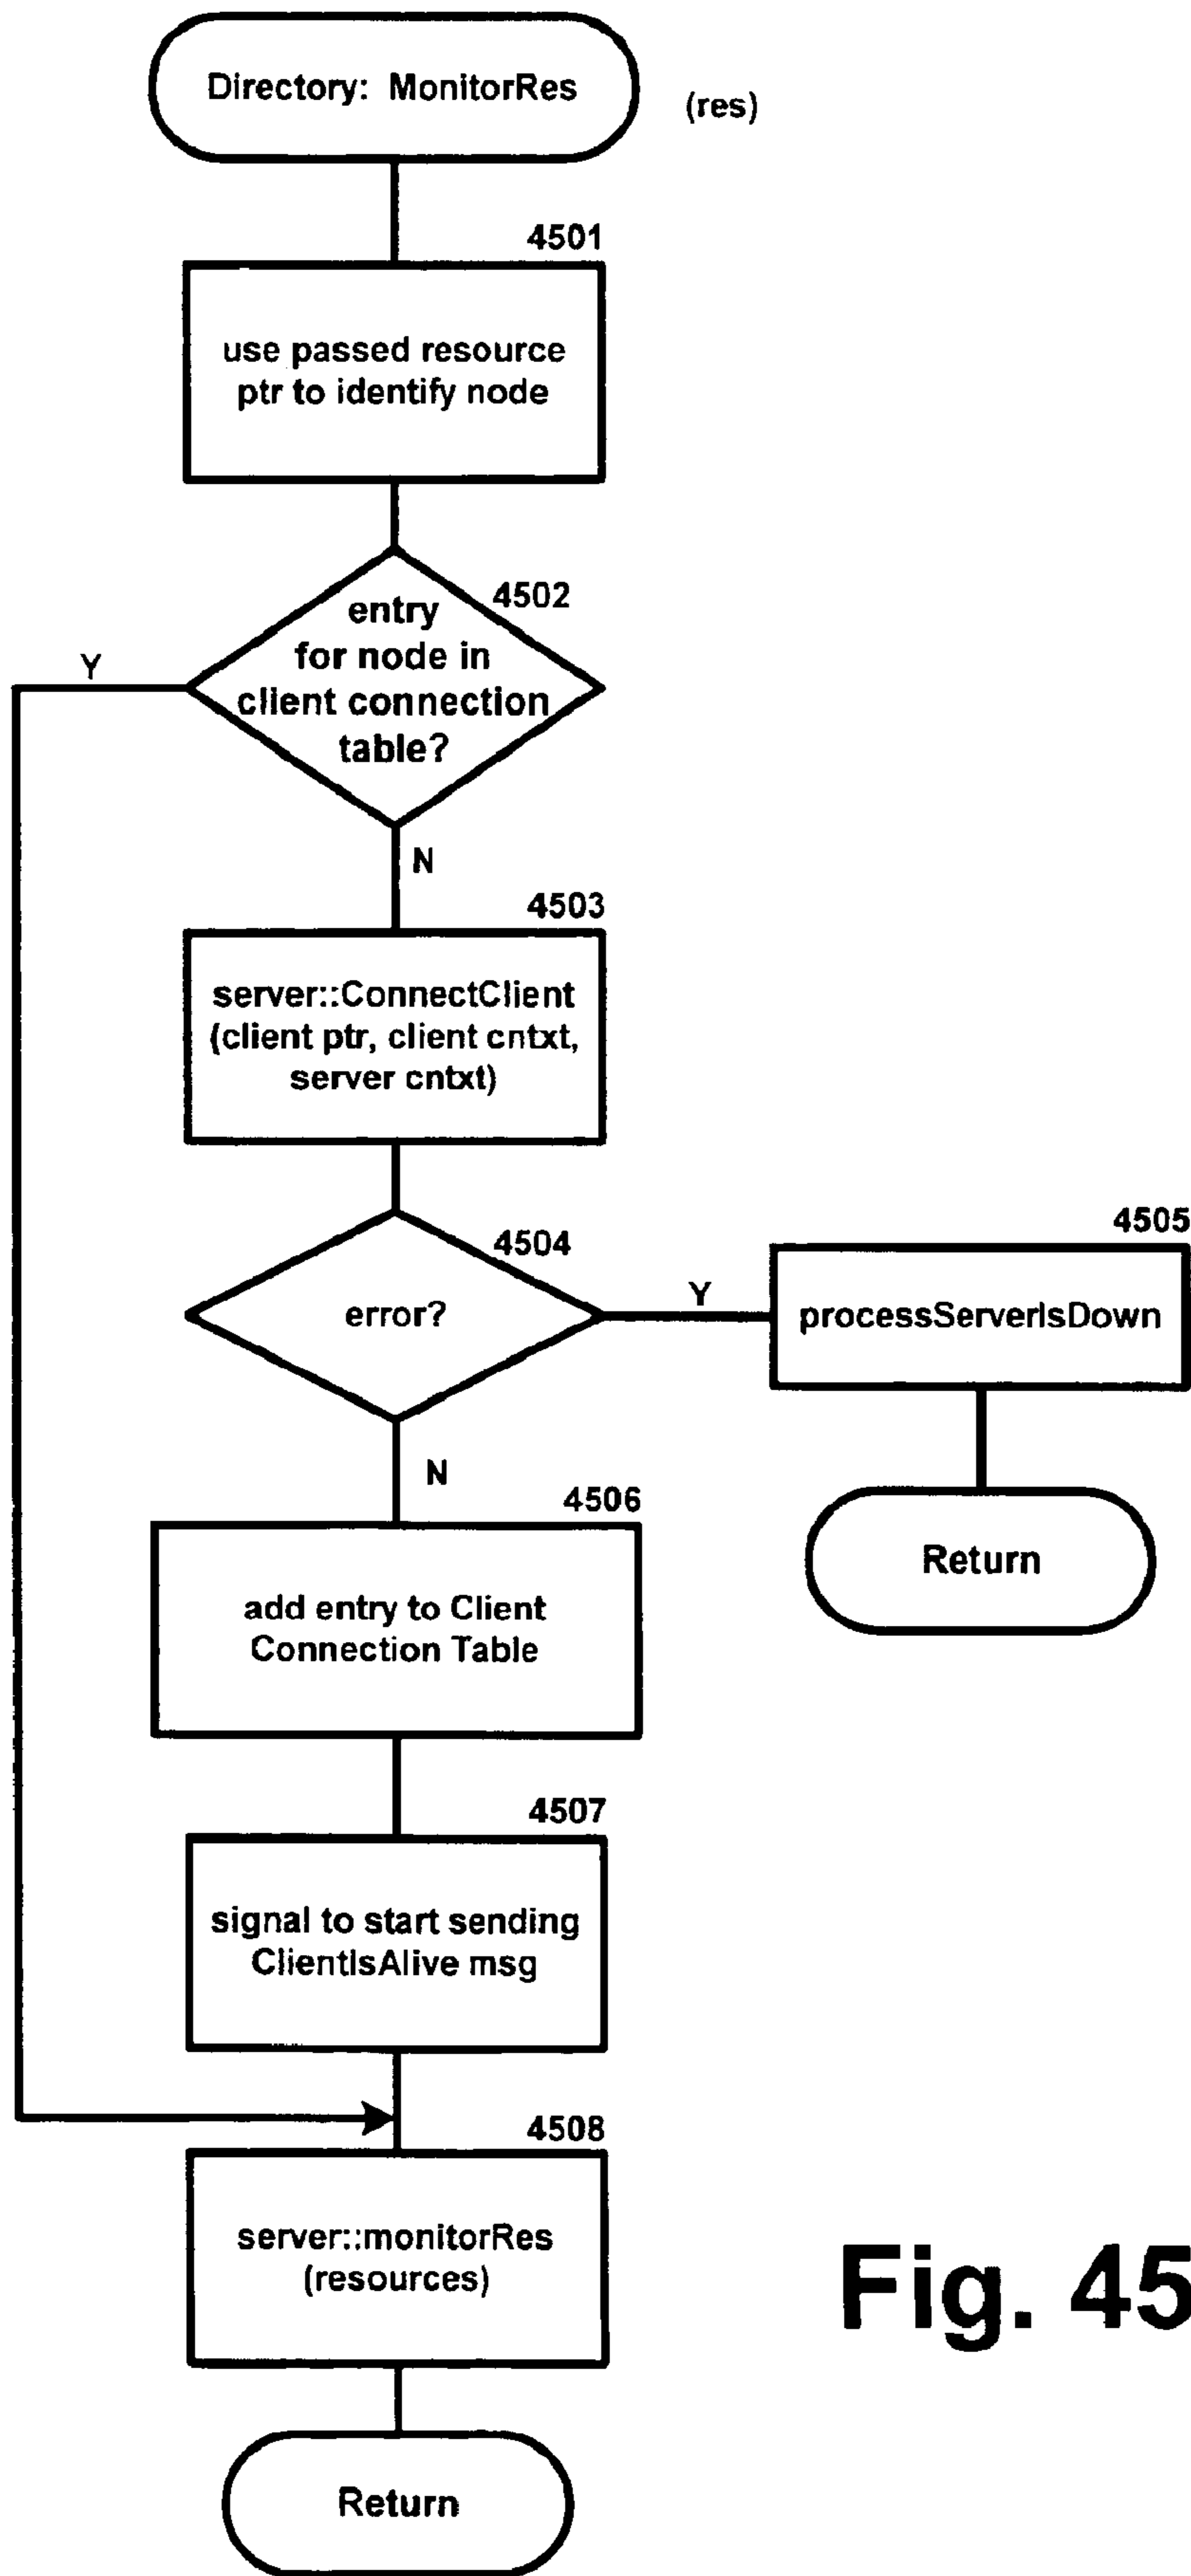 Directory: MonitorRes
(res)
4501
use passed resource
ptr to identify node
4502
entry
for node in
client connection
table?
Y
N
4503
server::ConnectClient
(client ptr, client cntxt,
server cntxt)
4504
error?
Y
4505
processServerIsDown
Return
N
4506
add entry to Client
Connection Table
4507
signal to start sending
ClientIsAlive msg
4508
server::monitorRes
(resources)
Return
Fig. 45